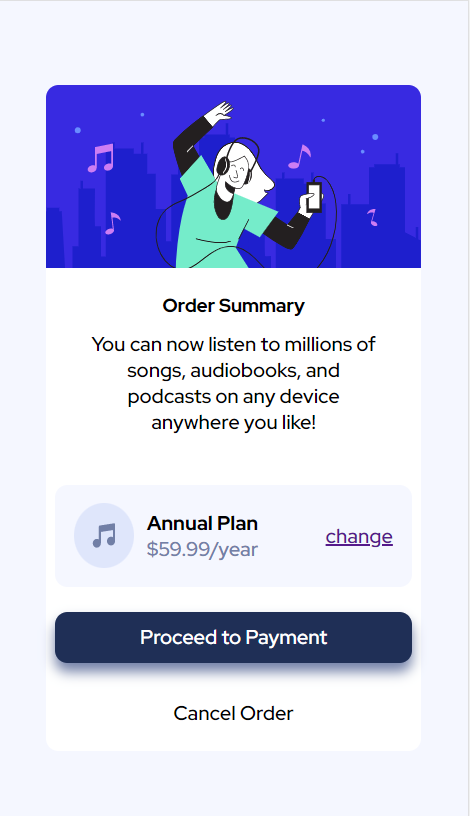 Order Summary
You can now listen to millions of
songs, audiobooks, and
podcasts on any device
anywhere you like!
Annual Plan
$59.99/year
change
Proceed to Payment
Cancel Order